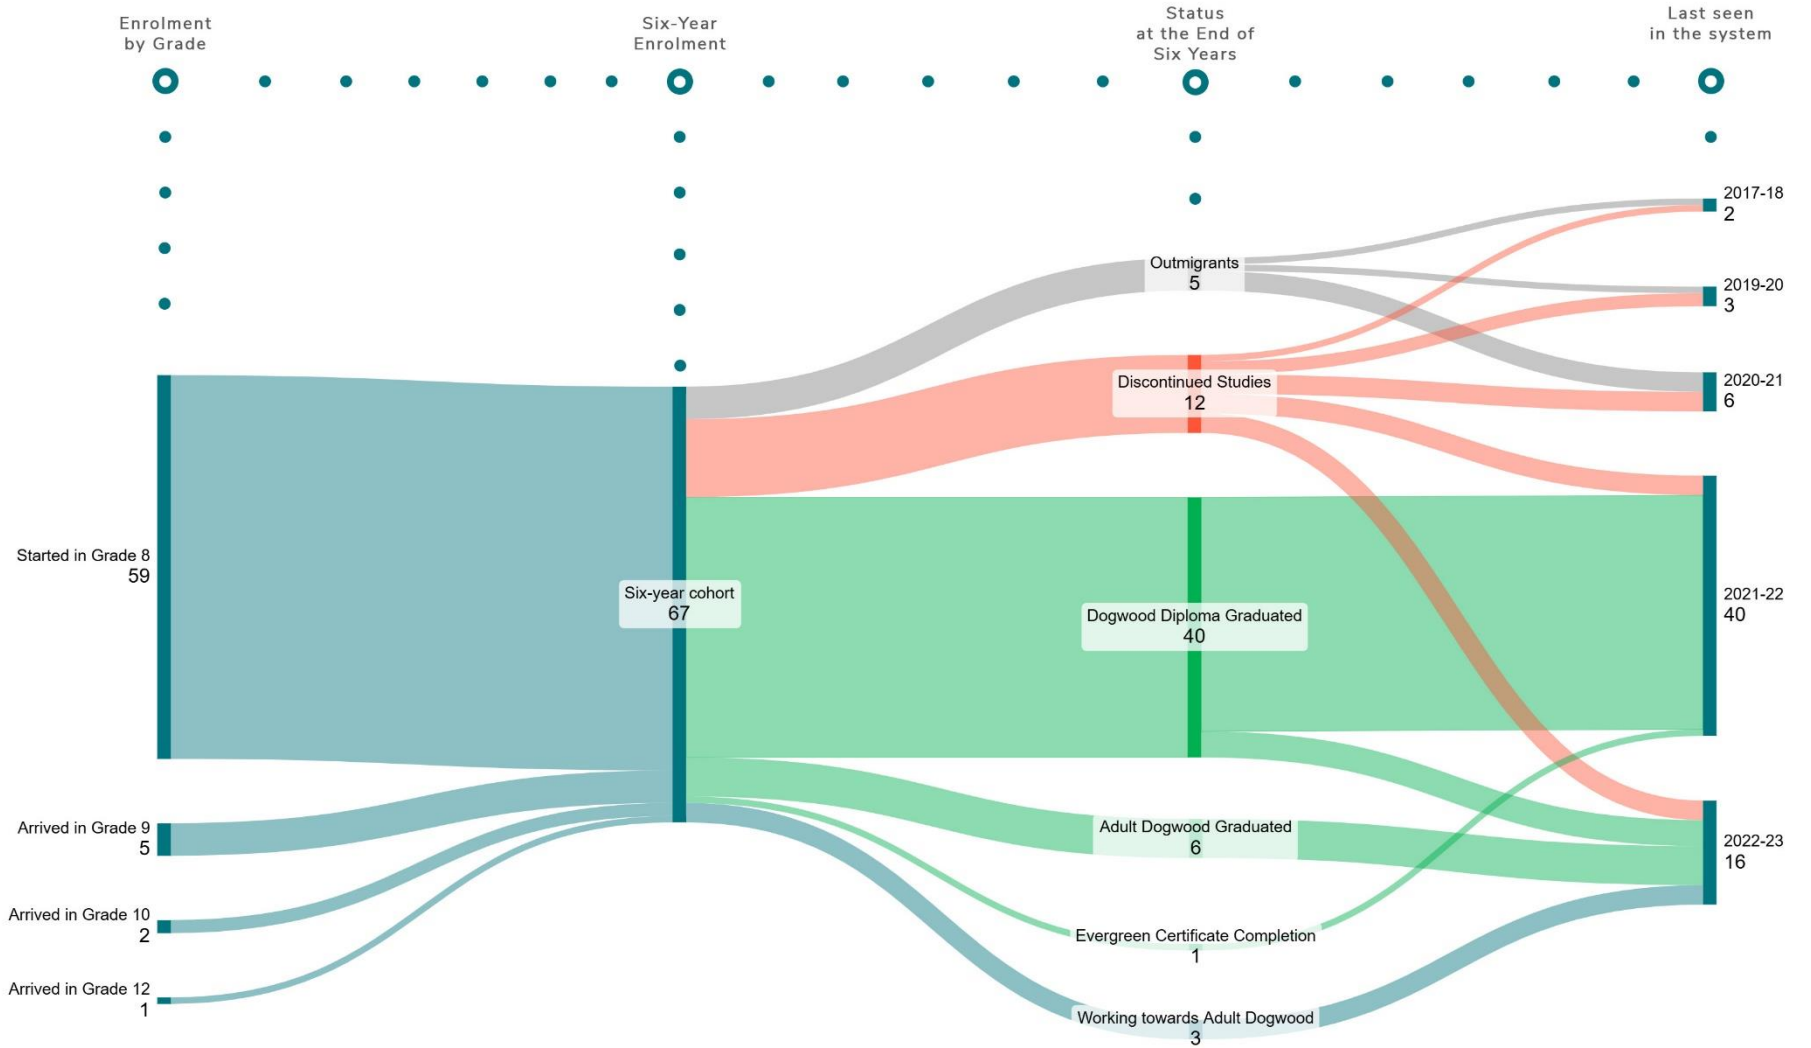 Enrolment
by Grade
Six-Year
Enrolment
Status
at the End of
Six Years
Last seen
in the system
Started in Grade 8
59
Arrived in Grade 9
5
Arrived in Grade 10
2
Arrived in Grade 12
1
Six-year cohort
67
Outmigrants
5
Discontinued Studies
12
Dogwood Diploma Graduated
40
Adult Dogwood Graduated
6
Evergreen Certificate Completion
1
Working towards Adult Dogwood
3
2017-18
2
2019-20
3
2020-21
6
2021-22
40
2022-23
16